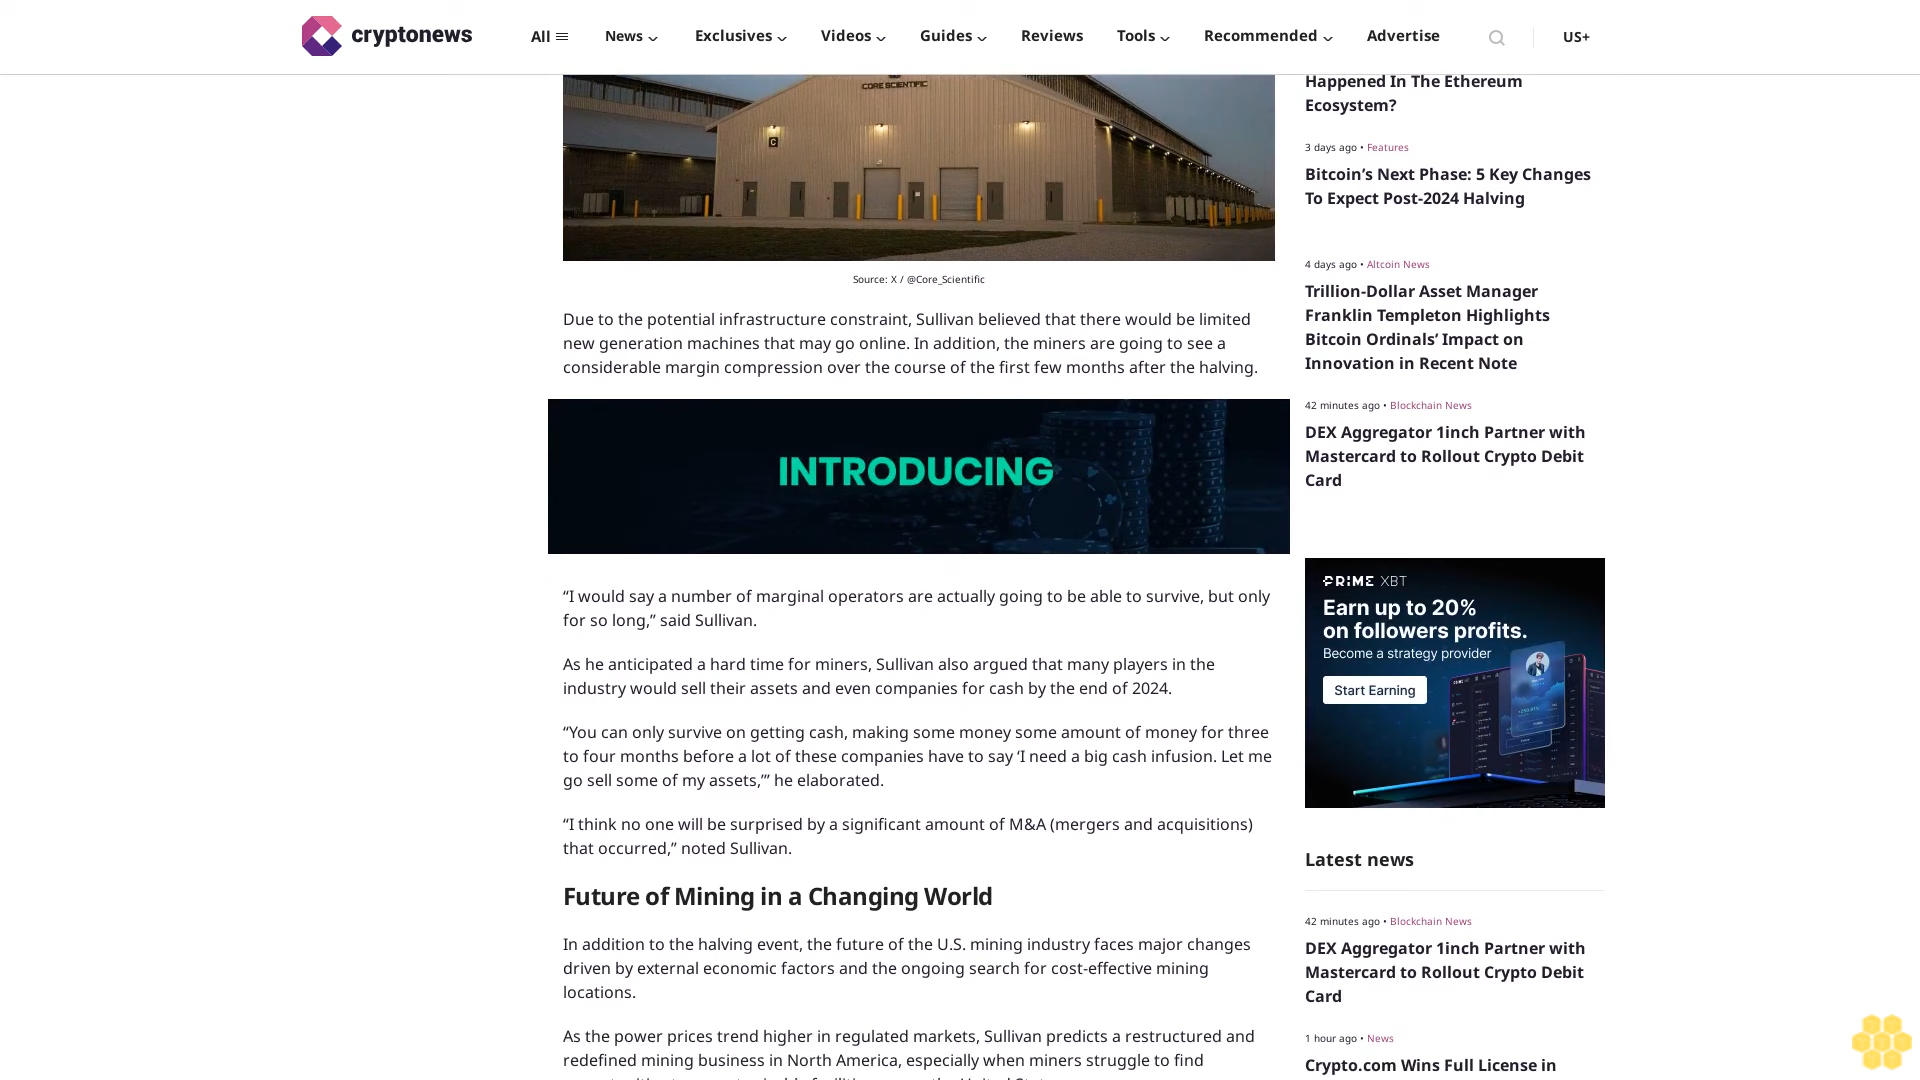 cryptonews
All
News
Exclusives
Videos
Guides
Reviews
Tools
Recommended
Advertise
US+
CORE SCIENTIFIC
C
Source: X / @Core_Scientific
Due to the potential infrastructure constraint, Sullivan believed that there would be limited
new generation machines that may go online. In addition, the miners are going to see a
considerable margin compression over the course of the first few months after the halving.
INTRODUCING
“I would say a number of marginal operators are actually going to be able to survive, but only
for so long,” said Sullivan.
As he anticipated a hard time for miners, Sullivan also argued that many players in the
industry would sell their assets and even companies for cash by the end of 2024.
“You can only survive on getting cash, making some money some amount of money for three
to four months before a lot of these companies have to say ‘I need a big cash infusion. Let me
go sell some of my assets,’” he elaborated.
“I think no one will be surprised by a significant amount of M&A (mergers and acquisitions)
that occurred,” noted Sullivan.
Future of Mining in a Changing World
In addition to the halving event, the future of the U.S. mining industry faces major changes
driven by external economic factors and the ongoing search for cost-effective mining
locations.
As the power prices trend higher in regulated markets, Sullivan predicts a restructured and
redefined mining business in North America, especially when miners struggle to find
Happened In The Ethereum
Ecosystem?
3 days ago • Features
Bitcoin’s Next Phase: 5 Key Changes
To Expect Post-2024 Halving
4 days ago • Altcoin News
Trillion-Dollar Asset Manager
Franklin Templeton Highlights
Bitcoin Ordinals’ Impact on
Innovation in Recent Note
42 minutes ago • Blockchain News
DEX Aggregator 1inch Partner with
Mastercard to Rollout Crypto Debit
Card
PRIME XBT
Earn up to 20%
on followers profits.
Become a strategy provider
Start Earning
Latest news
42 minutes ago • Blockchain News
DEX Aggregator 1inch Partner with
Mastercard to Rollout Crypto Debit
Card
1 hour ago • News
Crypto.com Wins Full License in